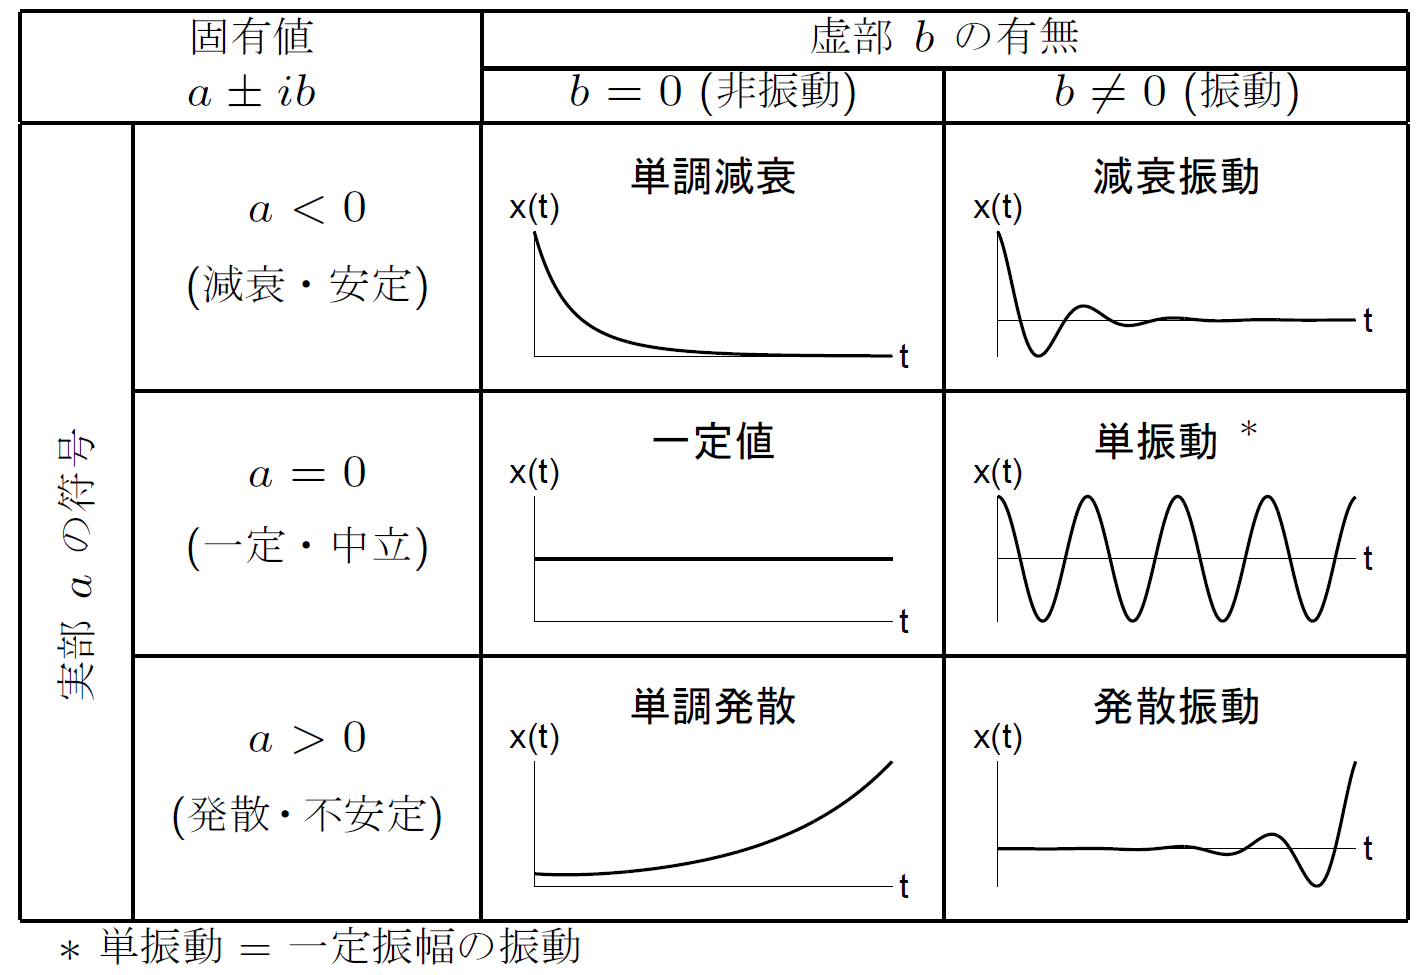 固有値
a ± ib
虚部 b の有無
b = 0 (非振動)
b ≠ 0 (振動)
実部 a の符号
a < 0
(減衰・安定)
単調減衰
x(t)
t
減衰振動
x(t)
t
a = 0
(一定・中立)
一定値
x(t)
t
単振動 *
x(t)
t
a > 0
(発散・不安定)
単調発散
x(t)
t
発散振動
x(t)
t
* 単振動 = 一定振幅の振動